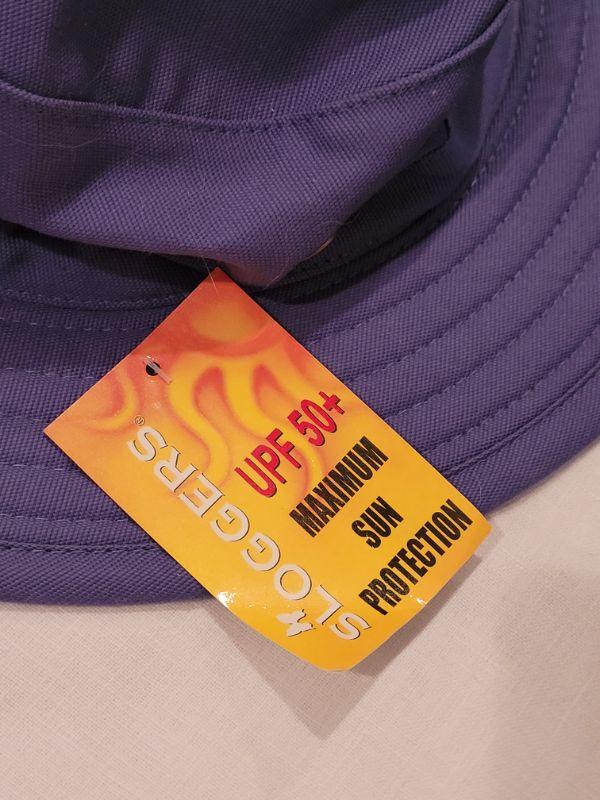 SLOGGERS®
UPF 50+
MAXIMUM
SUN
PROTECTION